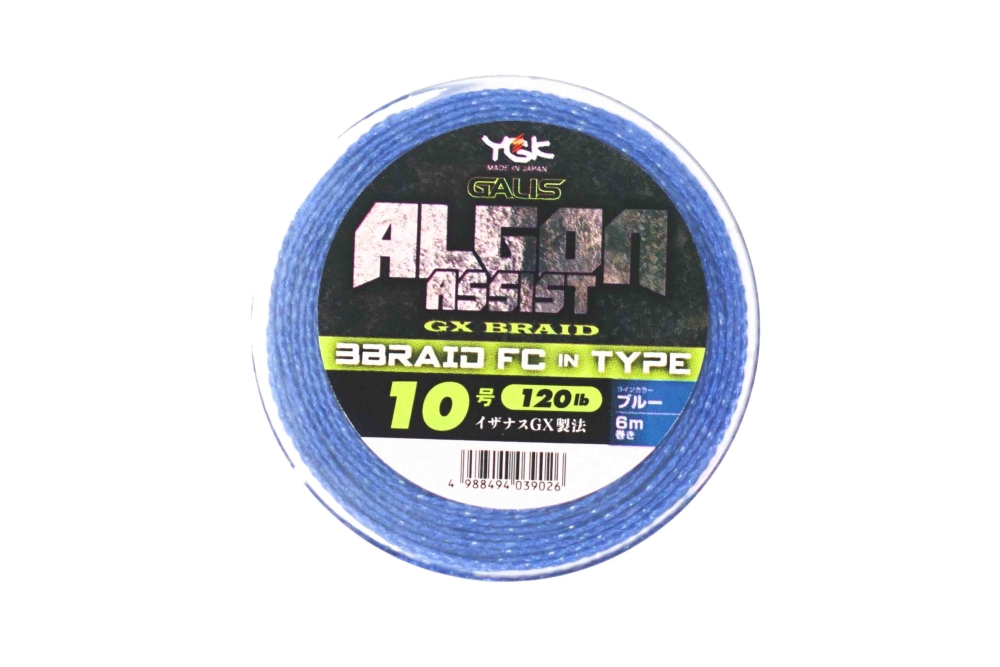 YGK
MADE IN JAPAN
GALIS
ALGON
ASSIST
GX BRAID
3BRAID FC IN TYPE
10号 120lb
イザナスGX製法
ラインカラー
ブルー
6m
巻き
4 988494 039026